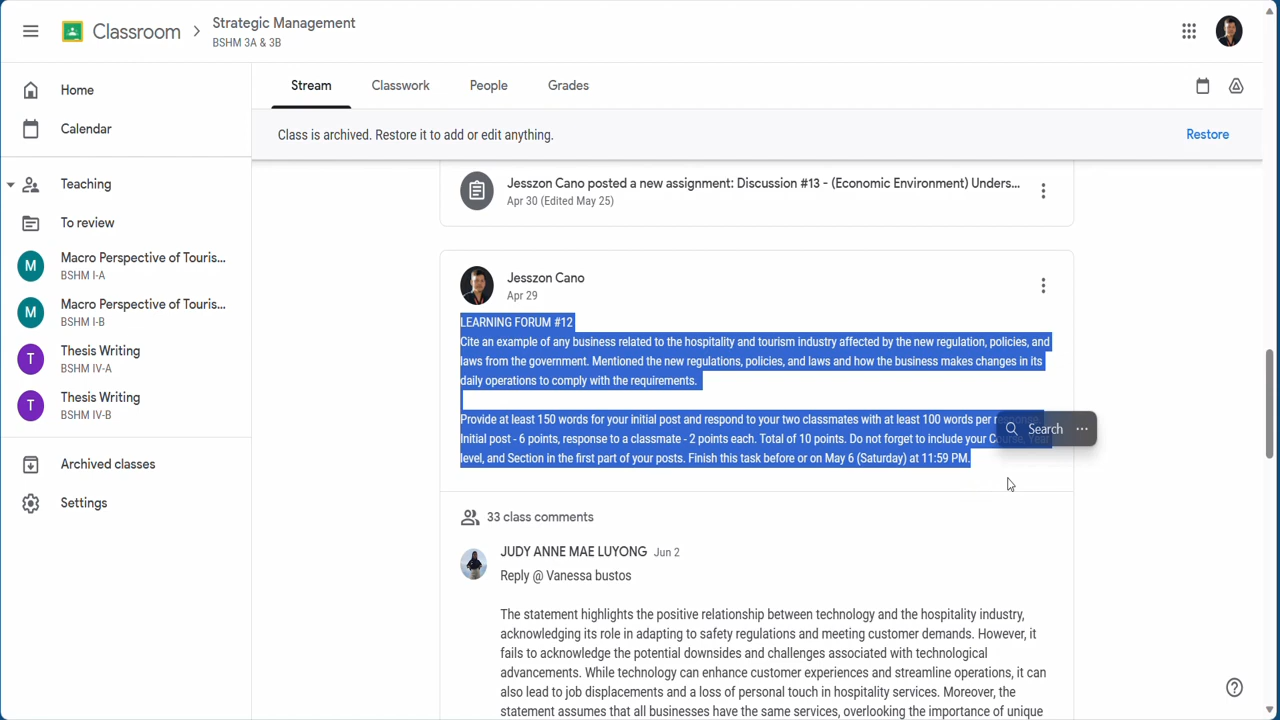 Classroom
Strategic Management
BSHM 3A & 3B
Home
Calendar
Teaching
To review
M
Macro Perspective of Touris...
BSHM I-A
M
Macro Perspective of Touris...
BSHM I-B
T
Thesis Writing
BSHM IV-A
T
Thesis Writing
BSHM IV-B
Archived classes
Settings
Stream
Classwork
People
Grades
Class is archived. Restore it to add or edit anything.
Restore
Jesszon Cano posted a new assignment: Discussion #13 - (Economic Environment) Unders...
Apr 30 (Edited May 25)
Jesszon Cano
Apr 29
LEARNING FORUM #12
Cite an example of any business related to the hospitality and tourism industry affected by the new regulation, policies, and
laws from the government. Mentioned the new regulations, policies, and laws and how the business makes changes in its
daily operations to comply with the requirements.
Provide at least 150 words for your initial post and respond to your two classmates with at least 100 words per response.
Initial post - 6 points, response to a classmate - 2 points each. Total of 10 points. Do not forget to include your Course, Year
level, and Section in the first part of your posts. Finish this task before or on May 6 (Saturday) at 11:59 PM.
Search
33 class comments
JUDY ANNE MAE LUYONG Jun 2
Reply @ Vanessa bustos
The statement highlights the positive relationship between technology and the hospitality industry,
acknowledging its role in adapting to safety regulations and meeting customer demands. However, it
fails to acknowledge the potential downsides and challenges associated with technological
advancements. While technology can enhance customer experiences and streamline operations, it can
also lead to job displacements and a loss of personal touch in hospitality services. Moreover, the
statement assumes that all businesses have the same services, overlooking the importance of unique